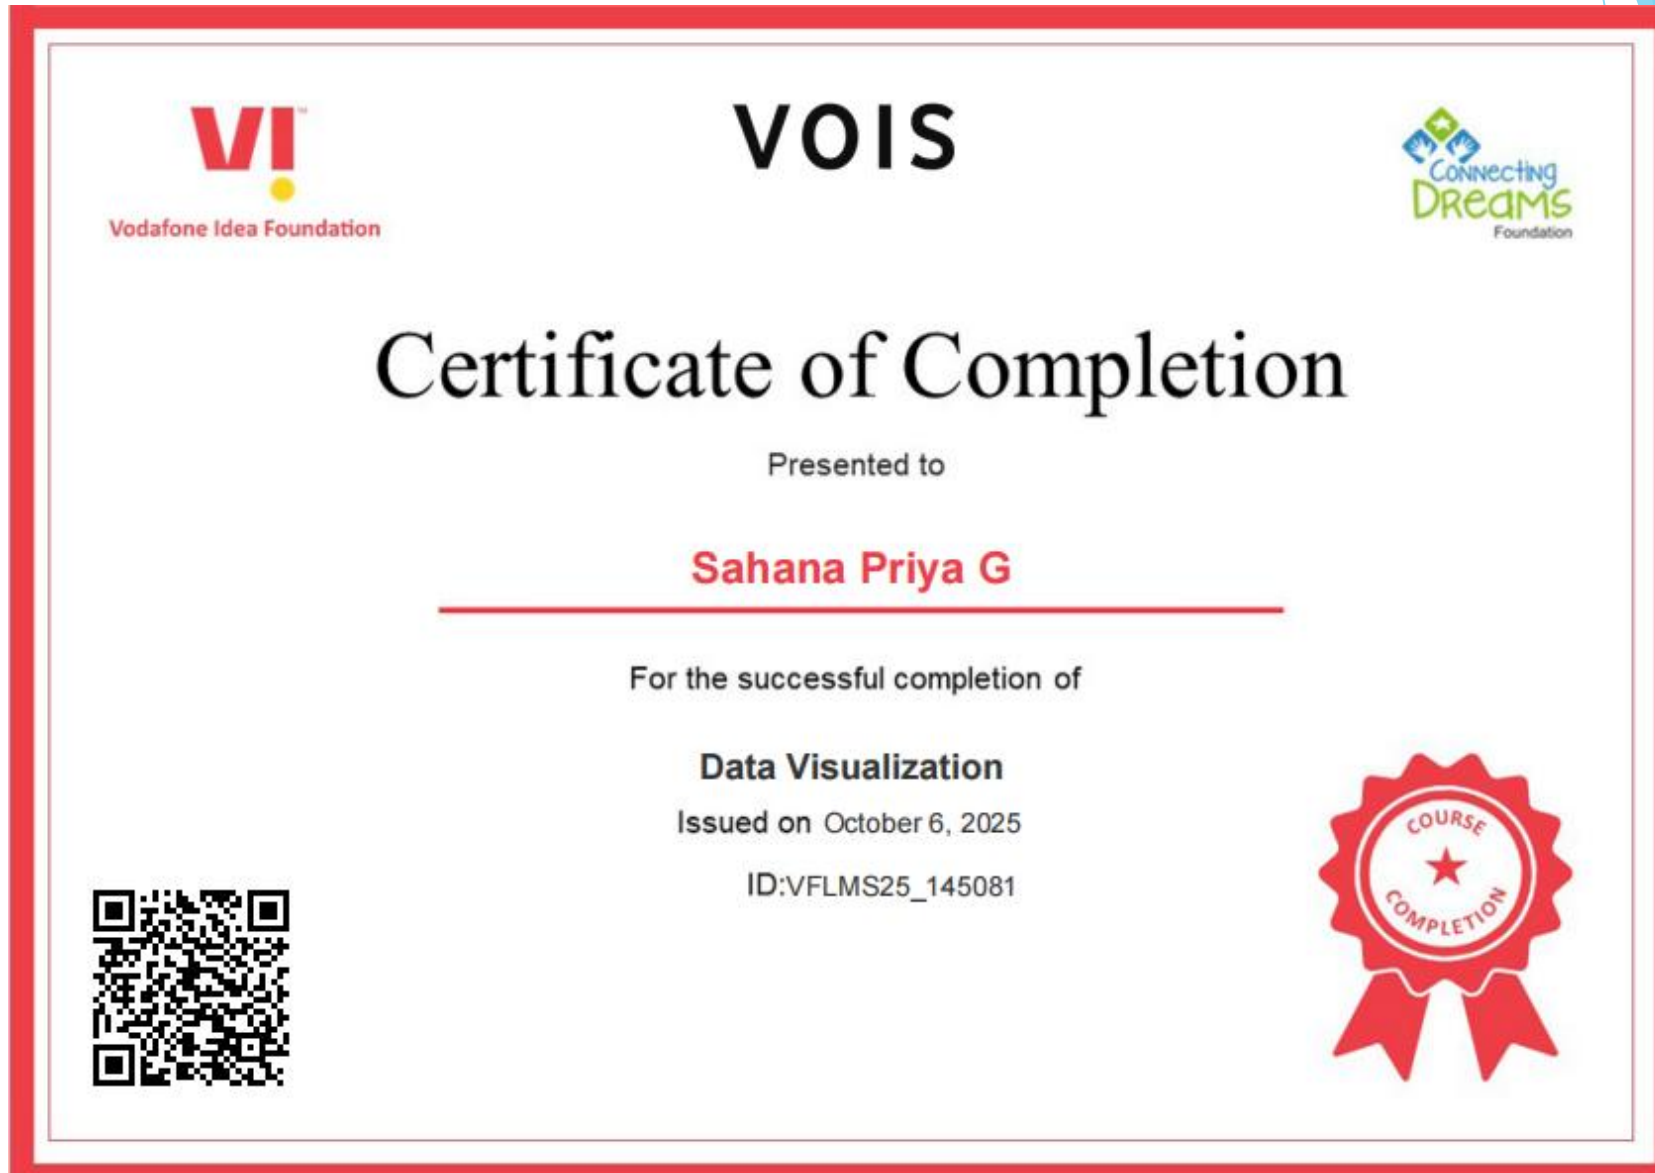 VI™
Vodafone Idea Foundation
VOIS
Connecting
Dreams
Foundation
Certificate of Completion
Presented to
Sahana Priya G
For the successful completion of
Data Visualization
Issued on October 6, 2025
ID:VFLMS25_145081
COURSE
COMPLETION